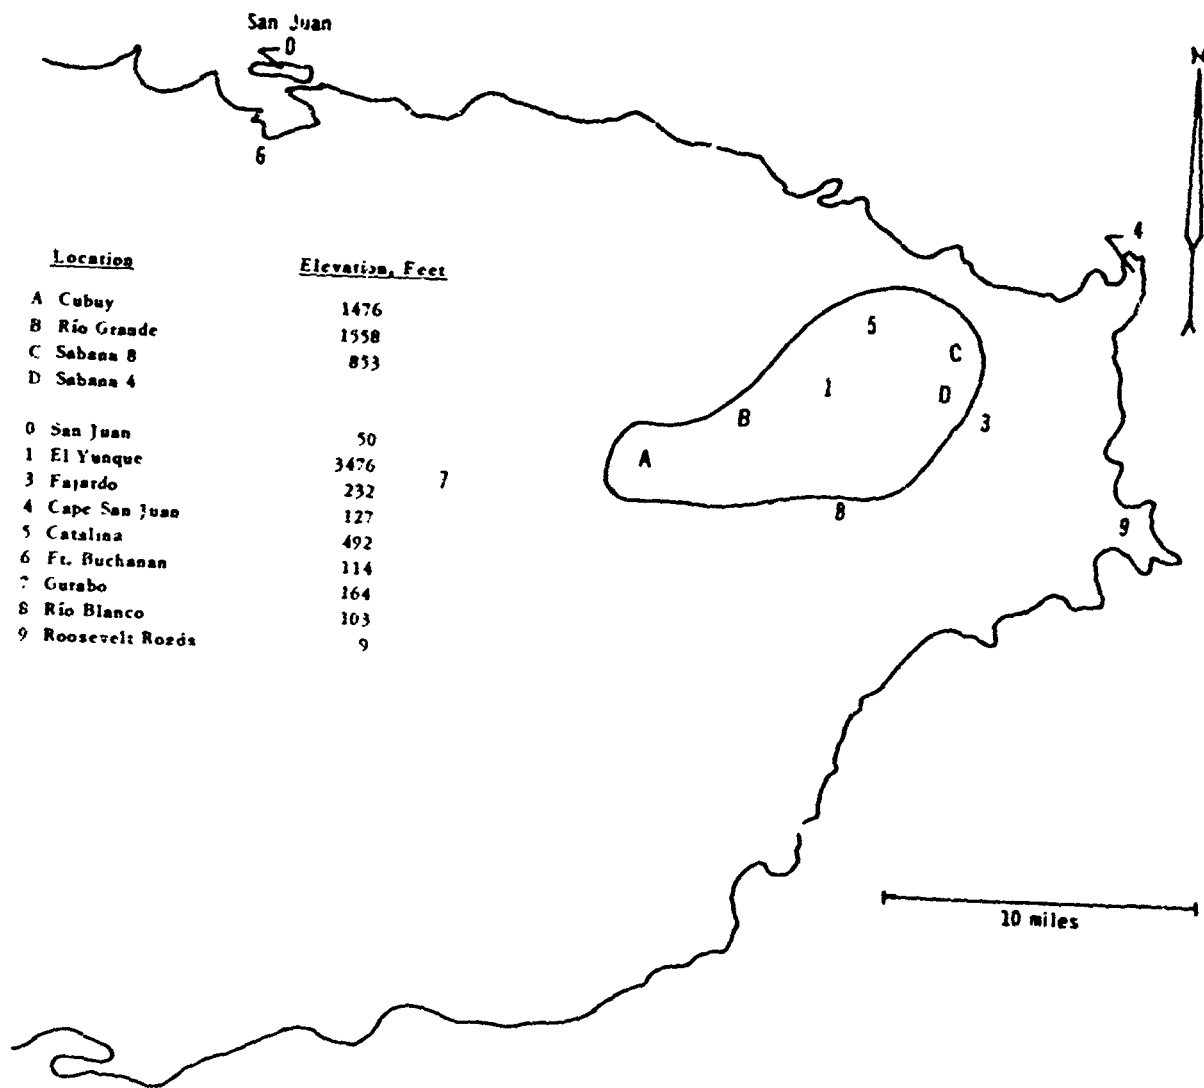 San Juan
0
N
6
4
Location Elevation, Feet
A Cubuy 1476
B Río Grande 1558
C Sabana 8 853
D Sabana 4
0 San Juan 50
1 El Yunque 3476
3 Fajardo 232
4 Cape San Juan 127
5 Catalina 492
6 Ft. Buchanan 114
7 Gurabo 164
8 Río Blanco 103
9 Roosevelt Roads 9
5
C
1
D
B
3
A
7
8
9
10 miles